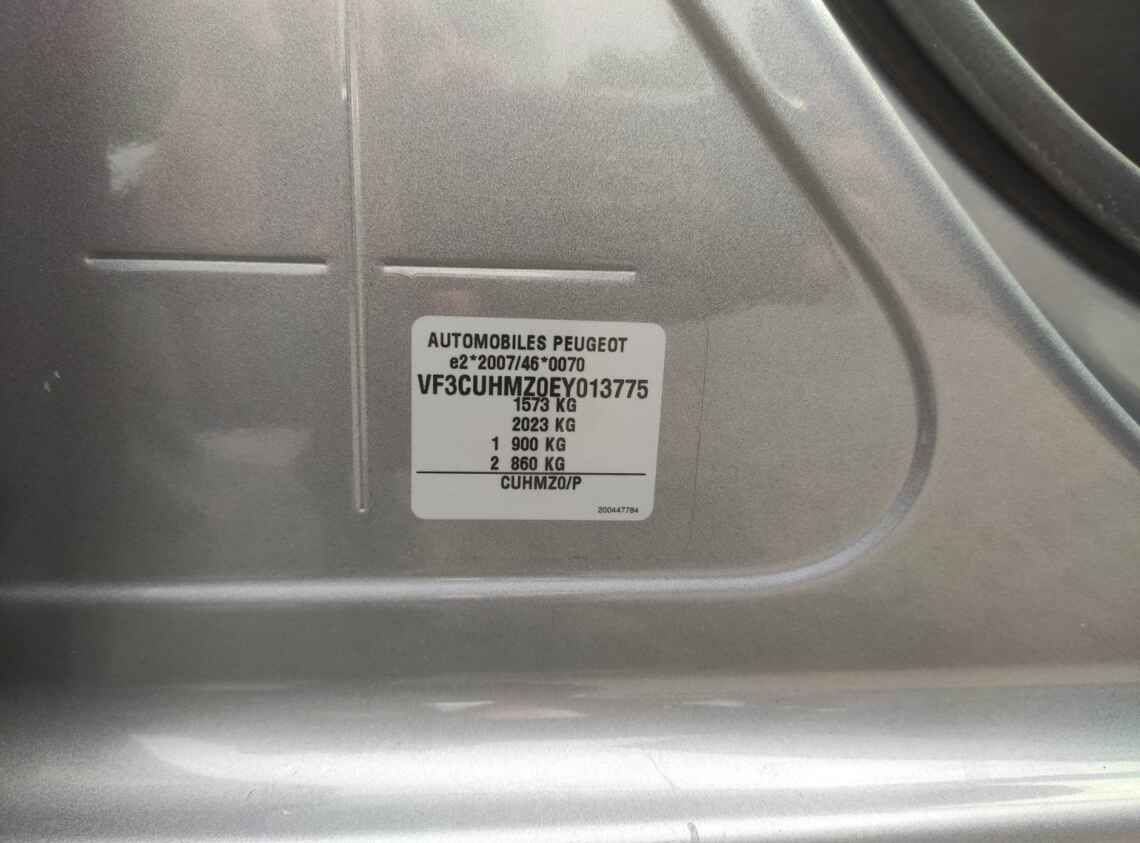 AUTOMOBILES PEUGEOT
e2*2007/46*0070
VF3CUHMZ0EY013775
1573 KG
2023 KG
1 900 KG
2 860 KG
CUHMZ0/P
200447784